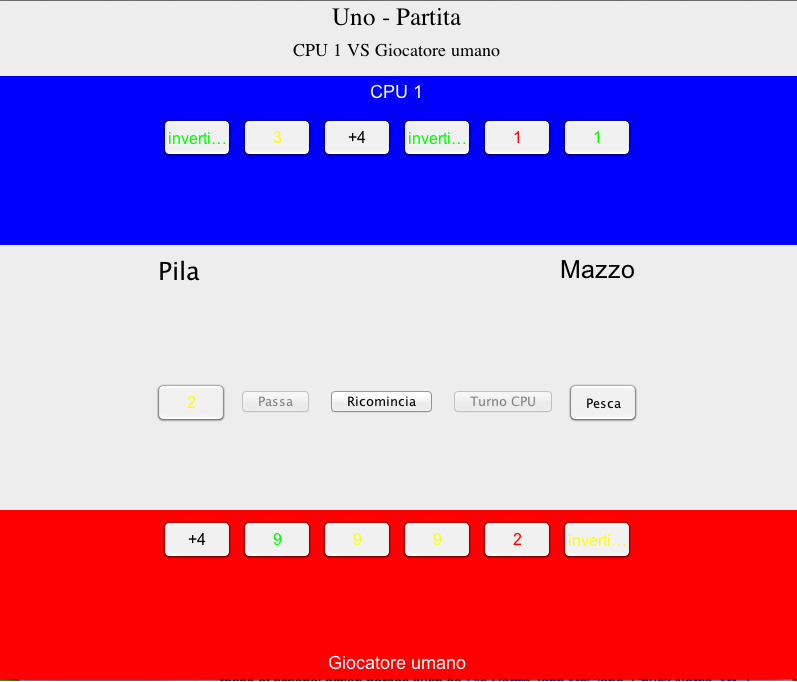 Uno - Partita
CPU 1 VS Giocatore umano
CPU 1
inverti... 3 +4 inverti... 1 1
Pila Mazzo
2 Passa Ricomincia Turno CPU Pesca
+4 9 9 9 2 inverti...
Giocatore umano